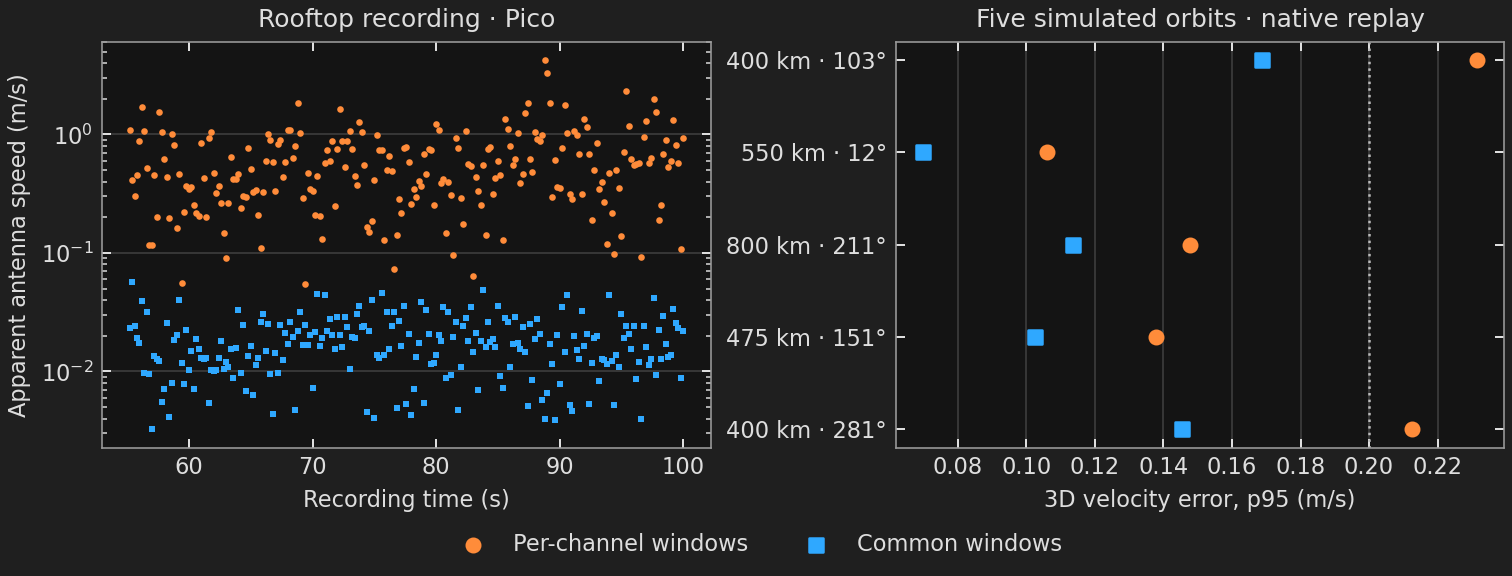 Rooftop recording · Pico
Apparent antenna speed (m/s)
10⁰
10⁻¹
10⁻²
60 70 80 90 100
Recording time (s)
Five simulated orbits · native replay
400 km · 103°
550 km · 12°
800 km · 211°
475 km · 151°
400 km · 281°
0.08 0.10 0.12 0.14 0.16 0.18 0.20 0.22
3D velocity error, p95 (m/s)
Per-channel windows Common windows